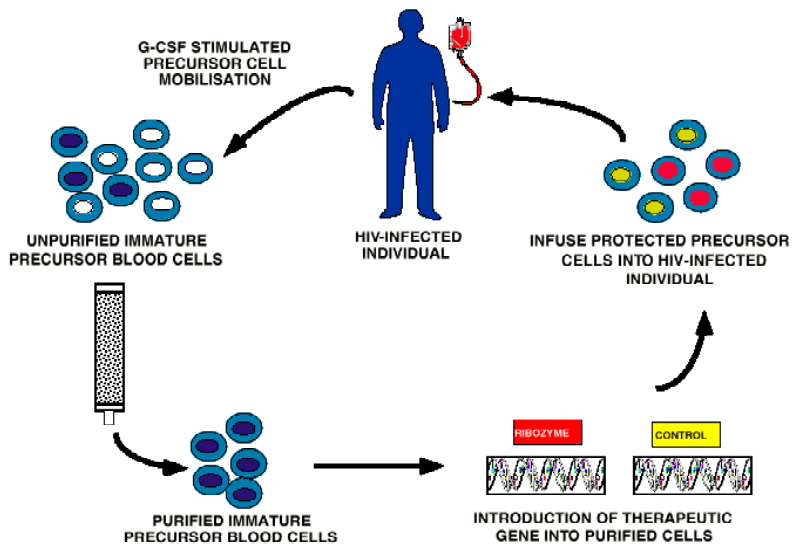 G-CSF STIMULATED
PRECURSOR CELL
MOBILISATION
HIV-INFECTED
INDIVIDUAL
UNPURIFIED IMMATURE
PRECURSOR BLOOD CELLS
INFUSE PROTECTED PRECURSOR
CELLS INTO HIV-INFECTED
INDIVIDUAL
RIBOZYME
CONTROL
PURIFIED IMMATURE
PRECURSOR BLOOD CELLS
INTRODUCTION OF THERAPEUTIC
GENE INTO PURIFIED CELLS